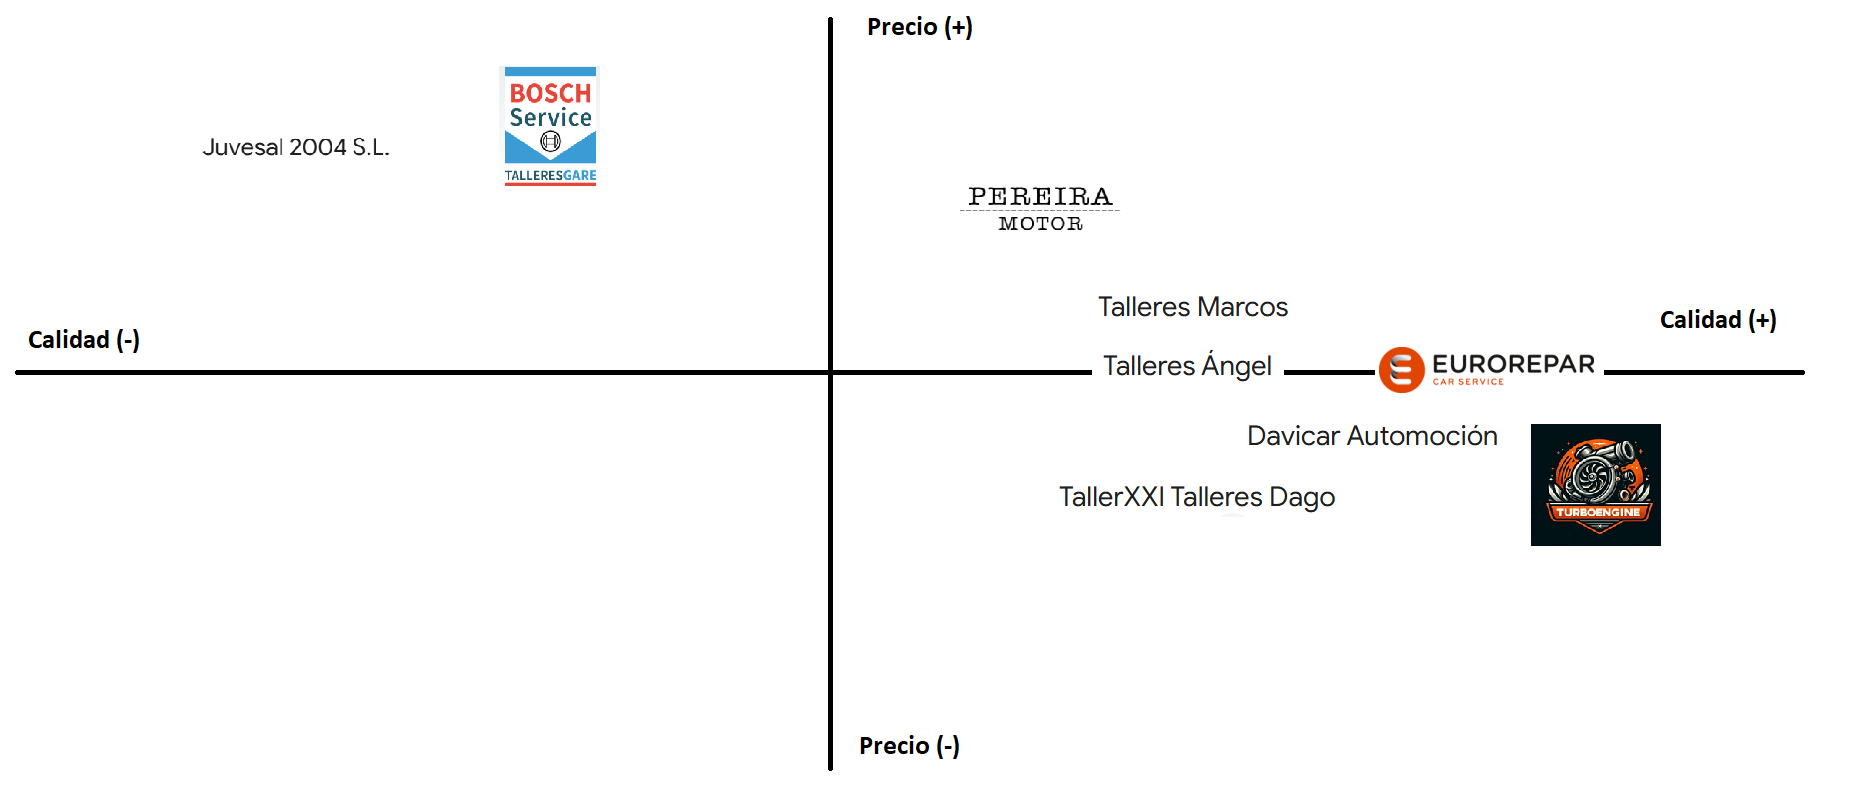 Precio (+)
BOSCH
Service
TALLERESGARE
Juvesal 2004 S.L.
PEREIRA
MOTOR
Talleres Marcos
Calidad (-)
Calidad (+)
Talleres Ángel
EUROREPAR
CAR SERVICE
Davicar Automoción
TallerXXI Talleres Dago
TURBOENGINE
Precio (-)